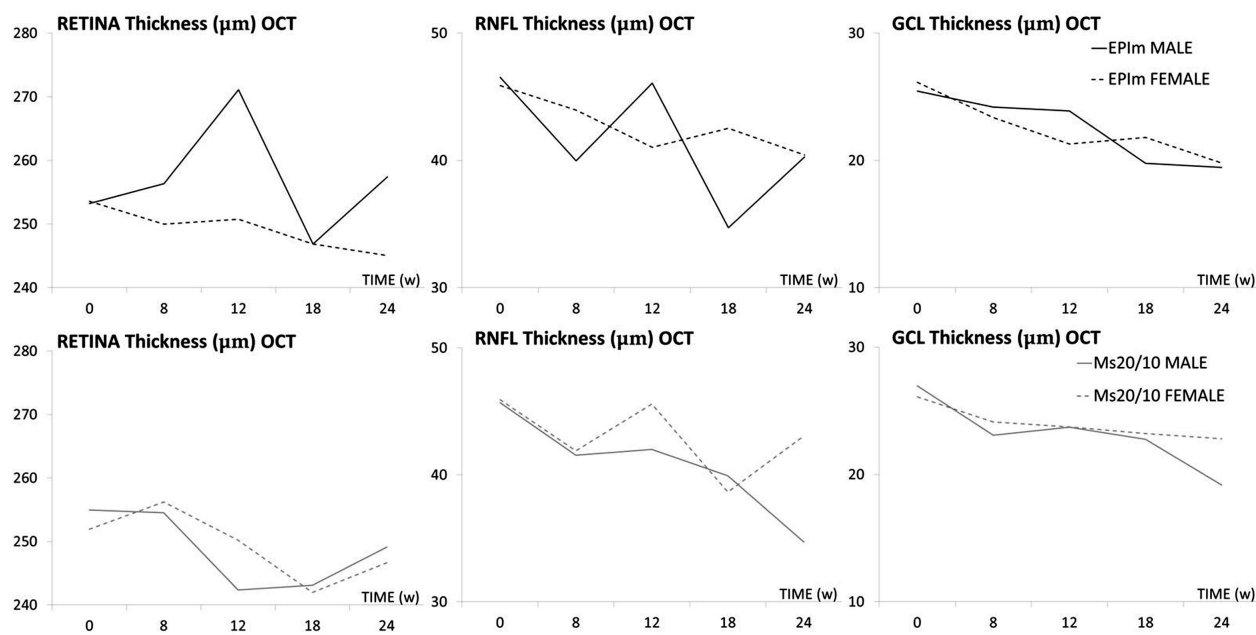 RETINA Thickness (µm) OCT
280
270
260
250
240
TIME (w)
0 8 12 18 24
RNFL Thickness (µm) OCT
50
40
30
TIME (w)
0 8 12 18 24
GCL Thickness (µm) OCT
30
20
10
EPIm MALE
EPIm FEMALE
TIME (w)
0 8 12 18 24
RETINA Thickness (µm) OCT
280
270
260
250
240
TIME (w)
0 8 12 18 24
RNFL Thickness (µm) OCT
50
40
30
TIME (w)
0 8 12 18 24
GCL Thickness (µm) OCT
30
20
10
Ms20/10 MALE
Ms20/10 FEMALE
TIME (w)
0 8 12 18 24